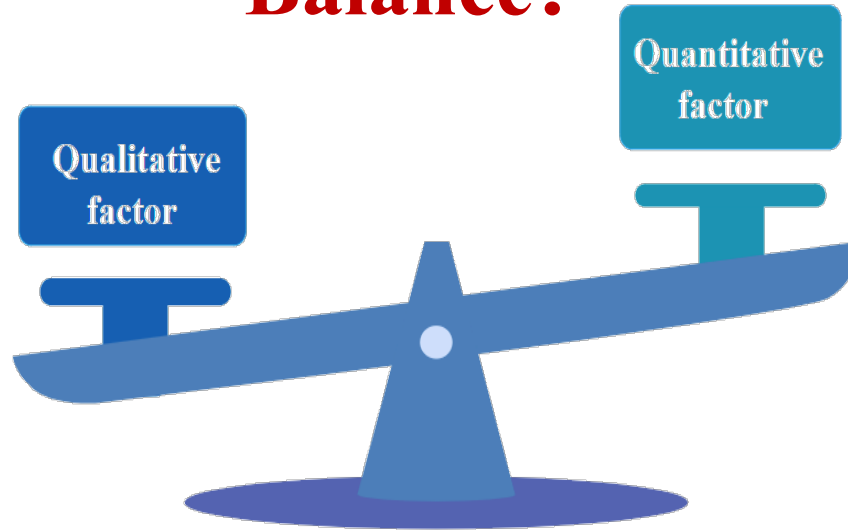 Balance?
Qualitative
factor
Quantitative
factor